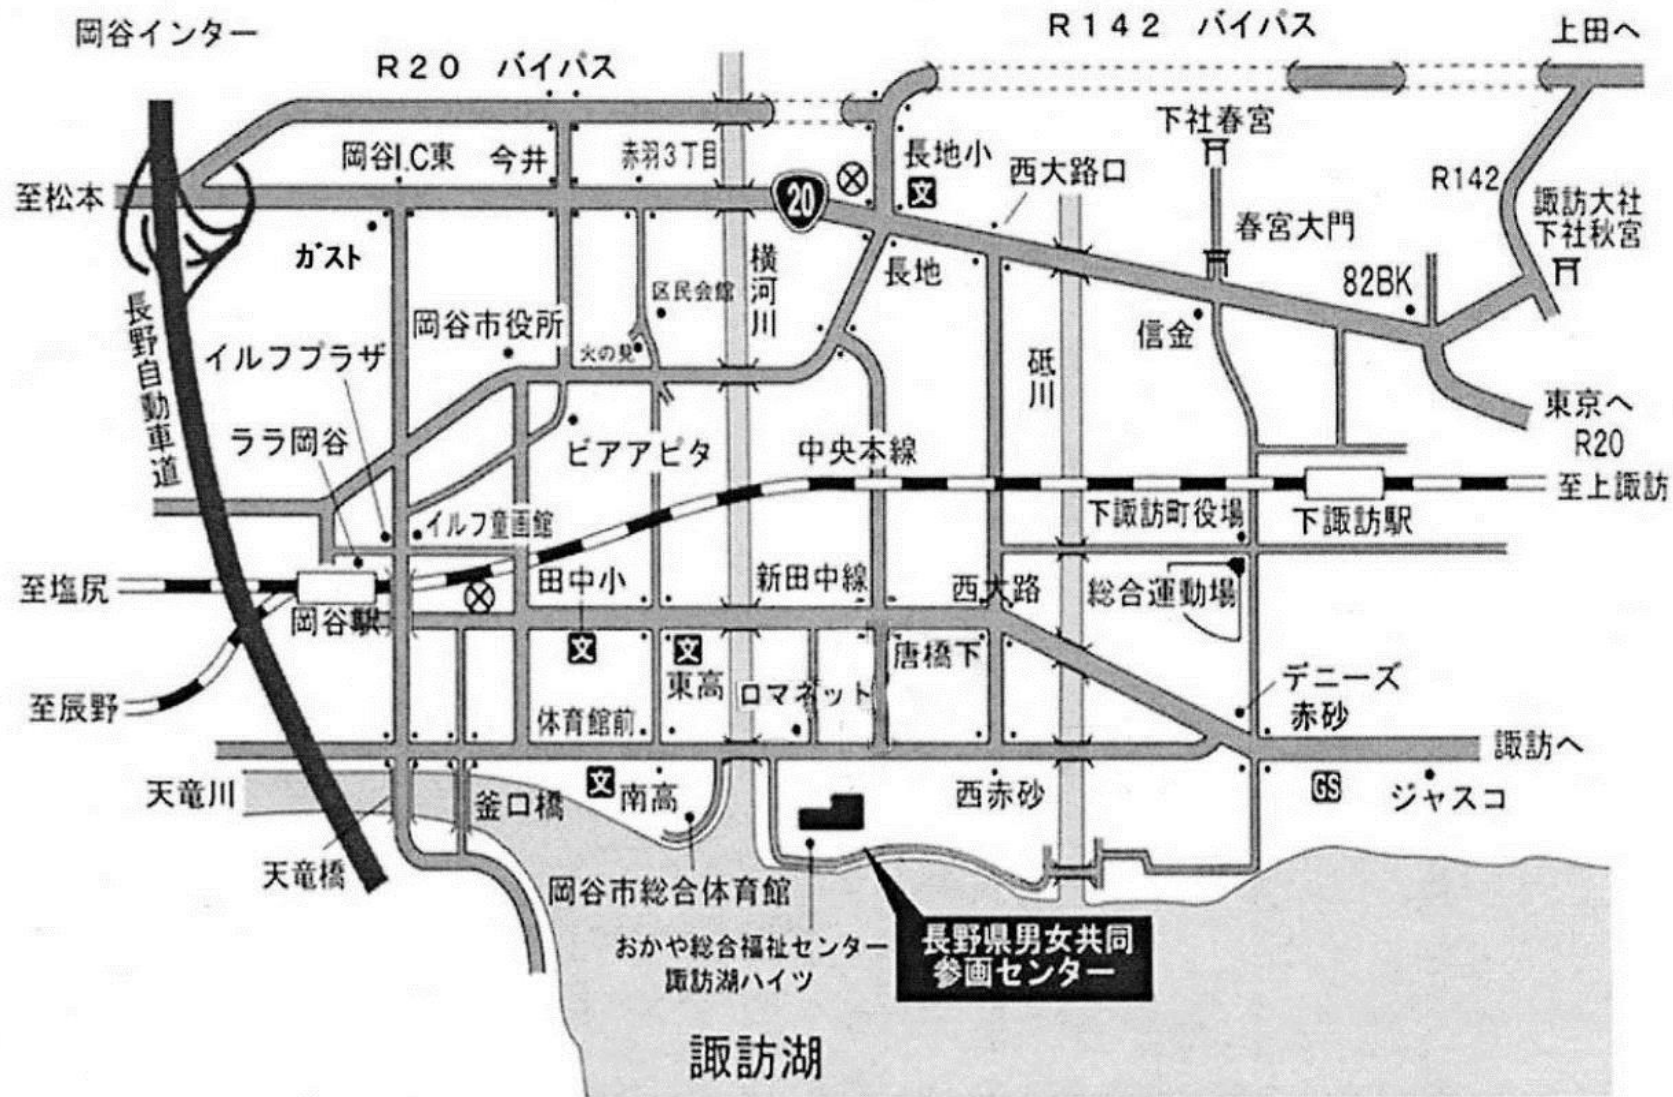 岡谷インター
R20 バイパス
R142 バイパス
上田へ
下社春宮
岡谷I.C東
今井
赤羽3丁目
20
長地小
文
西大路口
R142
至松本
諏訪大社
下社秋宮
ガスト
横河川
長地
春宮大門
82BK
区民会館
岡谷市役所
火の見
信金
長野自動車道
イルフプラザ
砥川
東京へ
R20
ララ岡谷
ピアアピタ
中央本線
至上諏訪
イルフ童画館
下諏訪町役場
下諏訪駅
至塩尻
田中小
新田中線
西大路
総合運動場
岡谷駅
文
文
東高
唐橋下
至辰野
ロマネット
デニーズ
赤砂
体育館前
諏訪へ
天竜川
釜口橋
文
南高
西赤砂
GS
ジャスコ
天竜橋
岡谷市総合体育館
おかや総合福祉センター
諏訪湖ハイツ
長野県男女共同
参画センター
諏訪湖